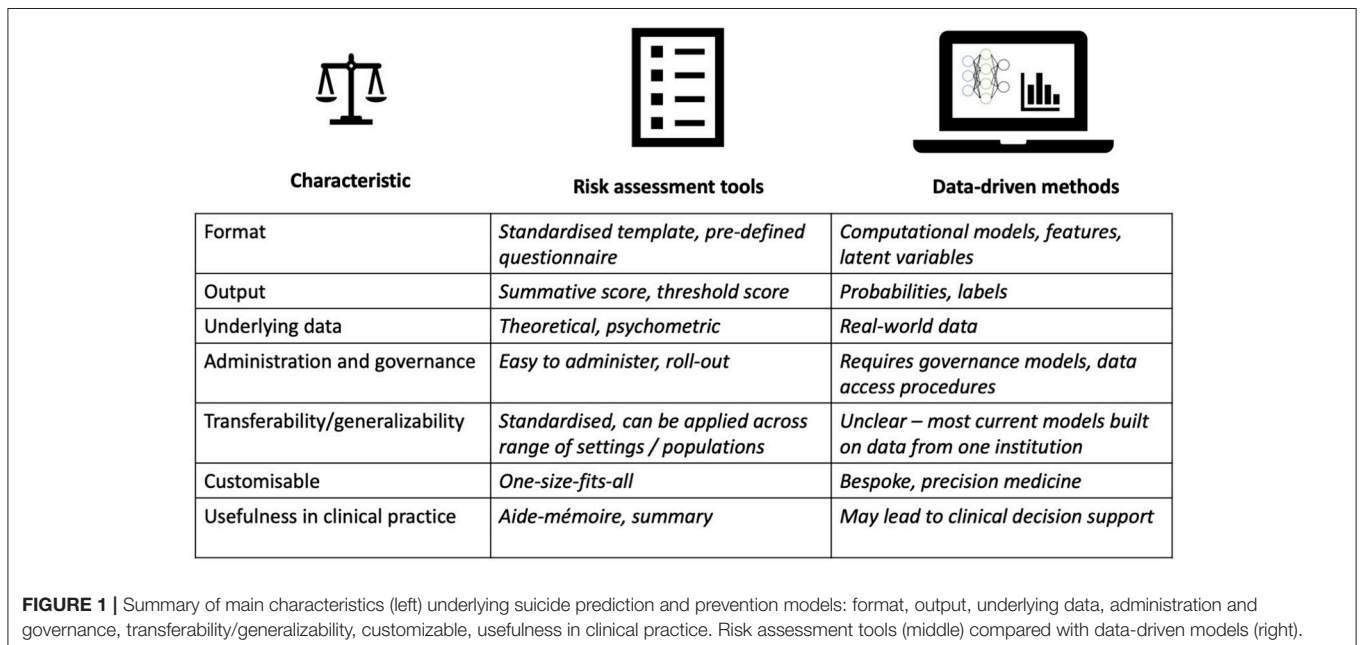 Characteristic
Risk assessment tools
Data-driven methods
Format
Standardised template, pre-defined
questionnaire
Computational models, features,
latent variables
Output
Summative score, threshold score
Probabilities, labels
Underlying data
Theoretical, psychometric
Real-world data
Administration and governance
Easy to administer, roll-out
Requires governance models, data
access procedures
Transferability/generalizability
Standardised, can be applied across
range of settings / populations
Unclear – most current models built
on data from one institution
Customisable
One-size-fits-all
Bespoke, precision medicine
Usefulness in clinical practice
Aide-mémoire, summary
May lead to clinical decision support
FIGURE 1 | Summary of main characteristics (left) underlying suicide prediction and prevention models: format, output, underlying data, administration and
governance, transferability/generalizability, customizable, usefulness in clinical practice. Risk assessment tools (middle) compared with data-driven models (right).